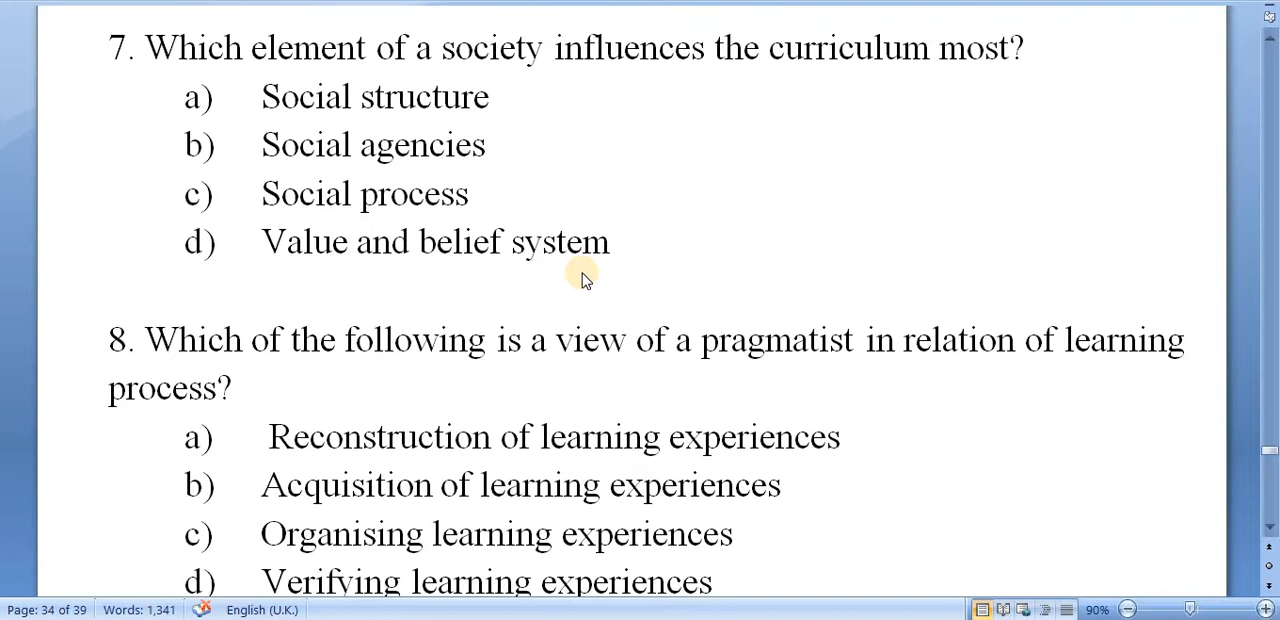 7. Which element of a society influences the curriculum most?
a) Social structure
b) Social agencies
c) Social process
d) Value and belief system
8. Which of the following is a view of a pragmatist in relation of learning
process?
a) Reconstruction of learning experiences
b) Acquisition of learning experiences
c) Organising learning experiences
d) Verifying learning experiences
Page: 34 of 39 Words: 1,341 English (U.K.) 90%